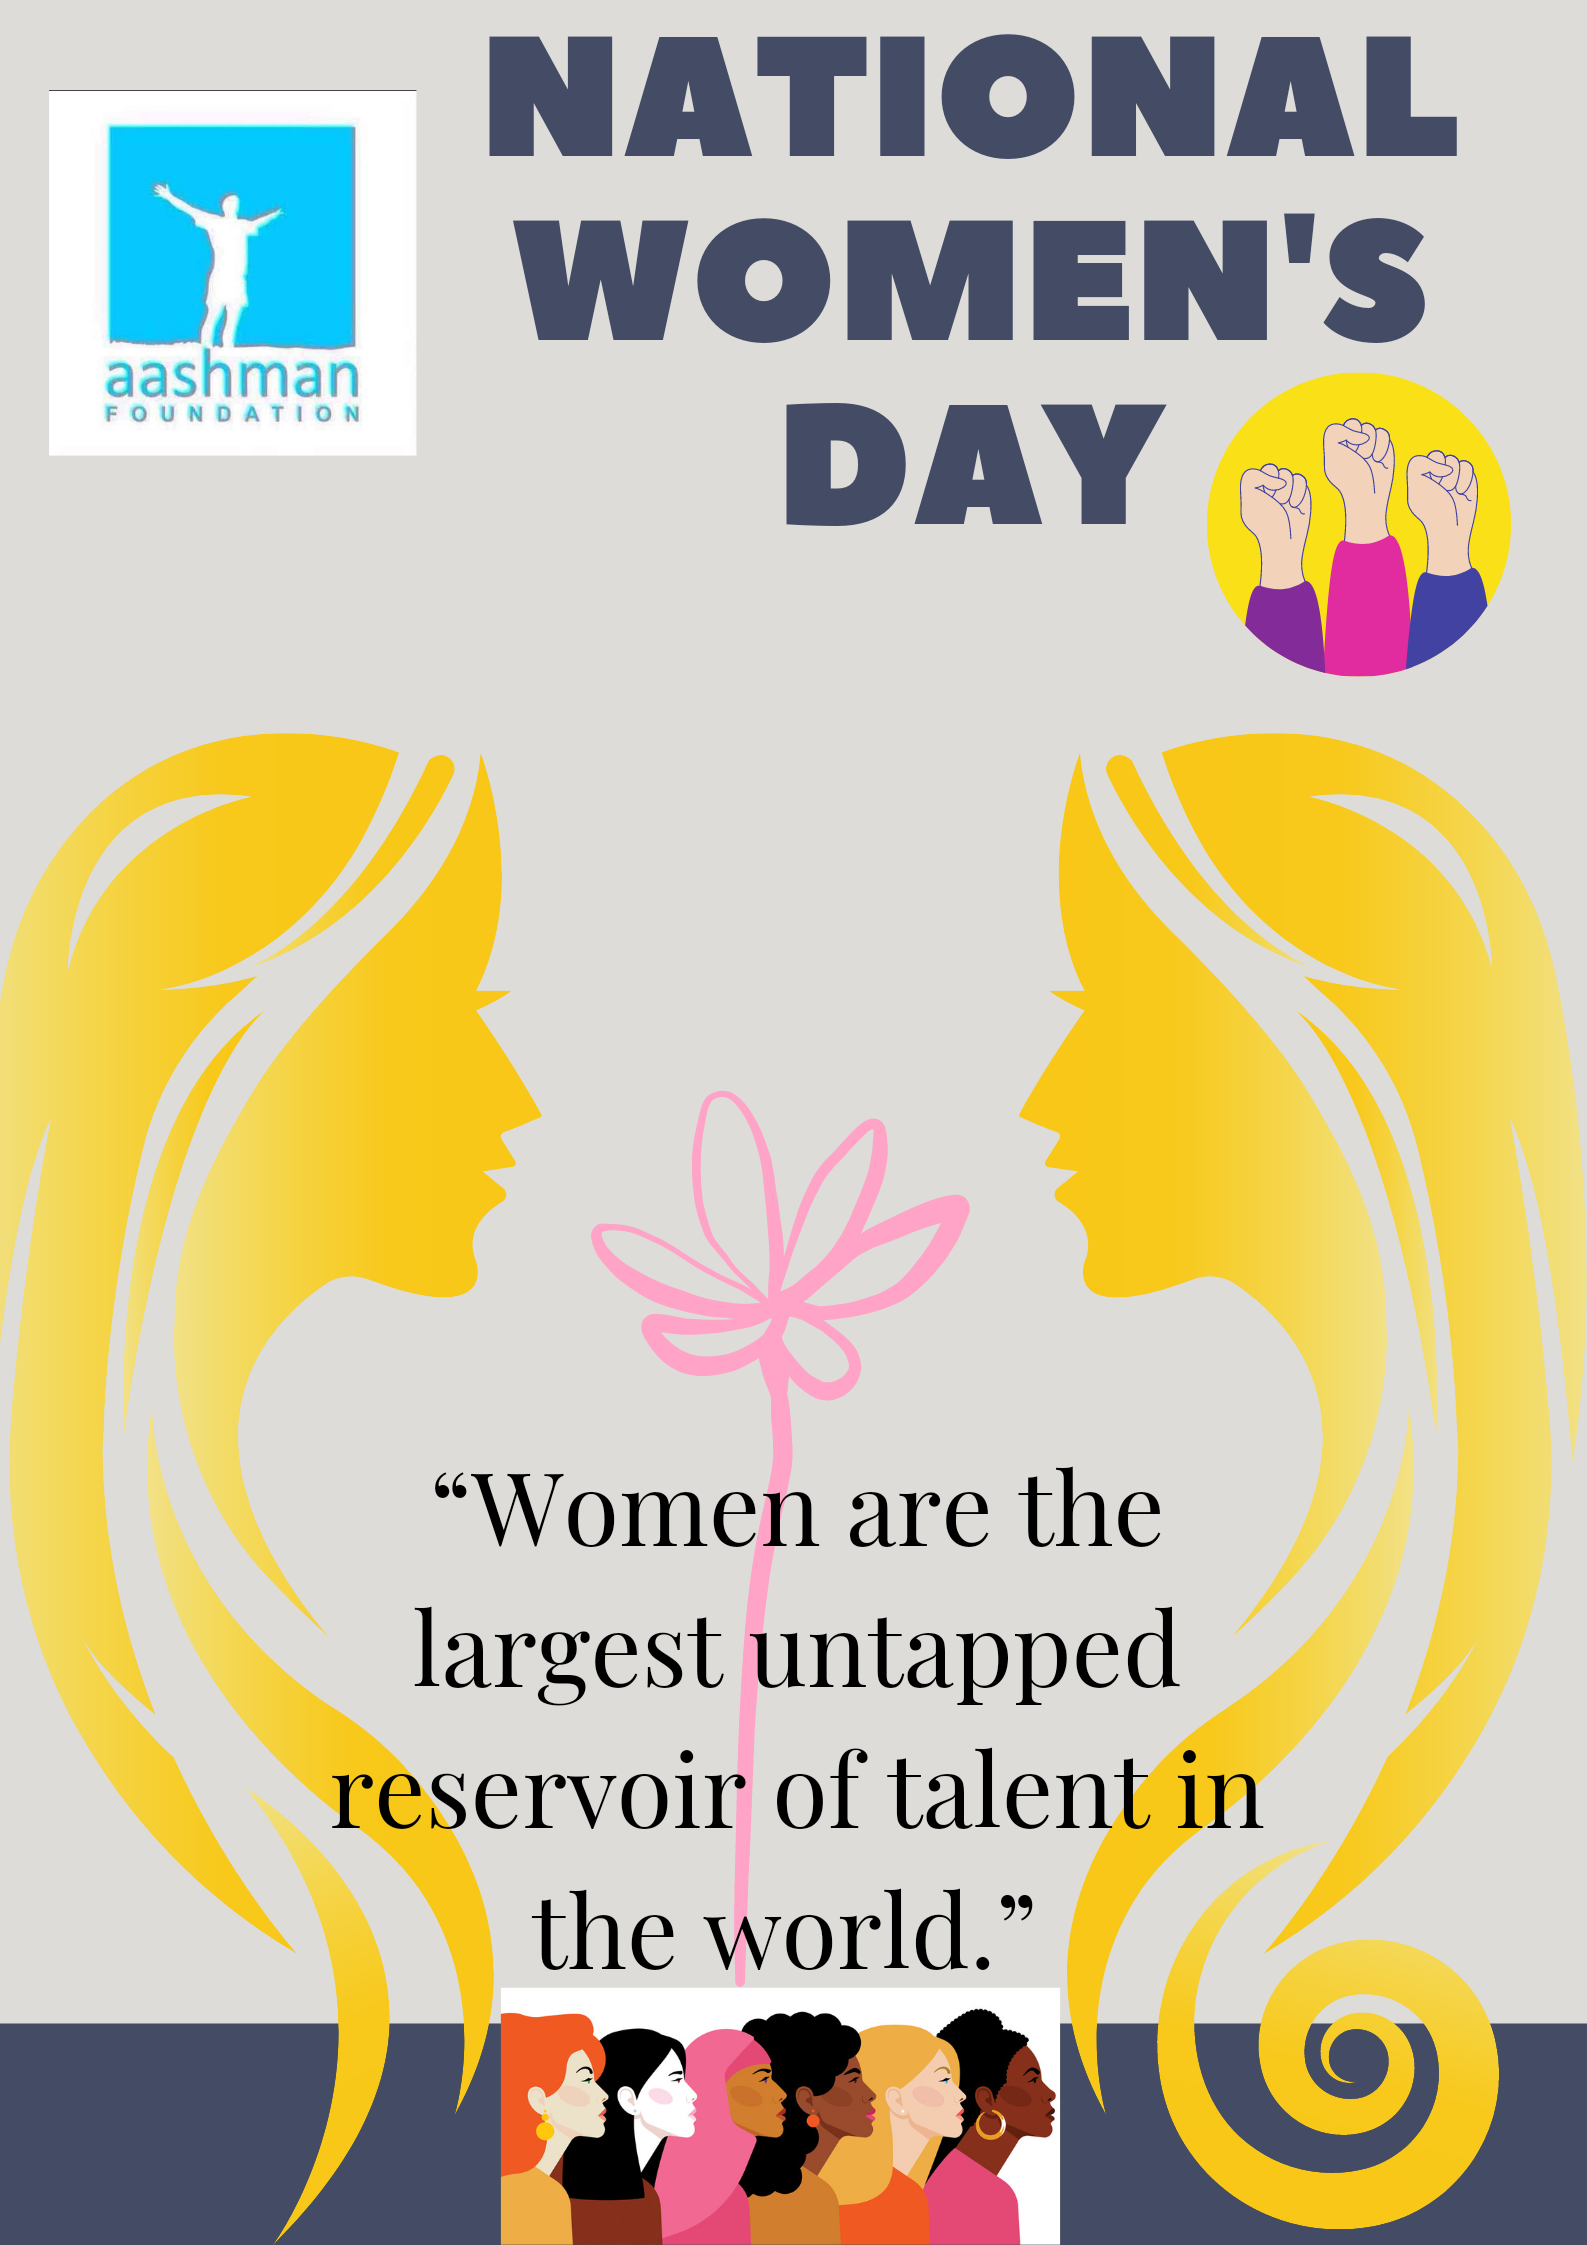 NATIONAL
WOMEN'S
DAY
aashman
FOUNDATION
“Women are the
largest untapped
reservoir of talent in
the world.”